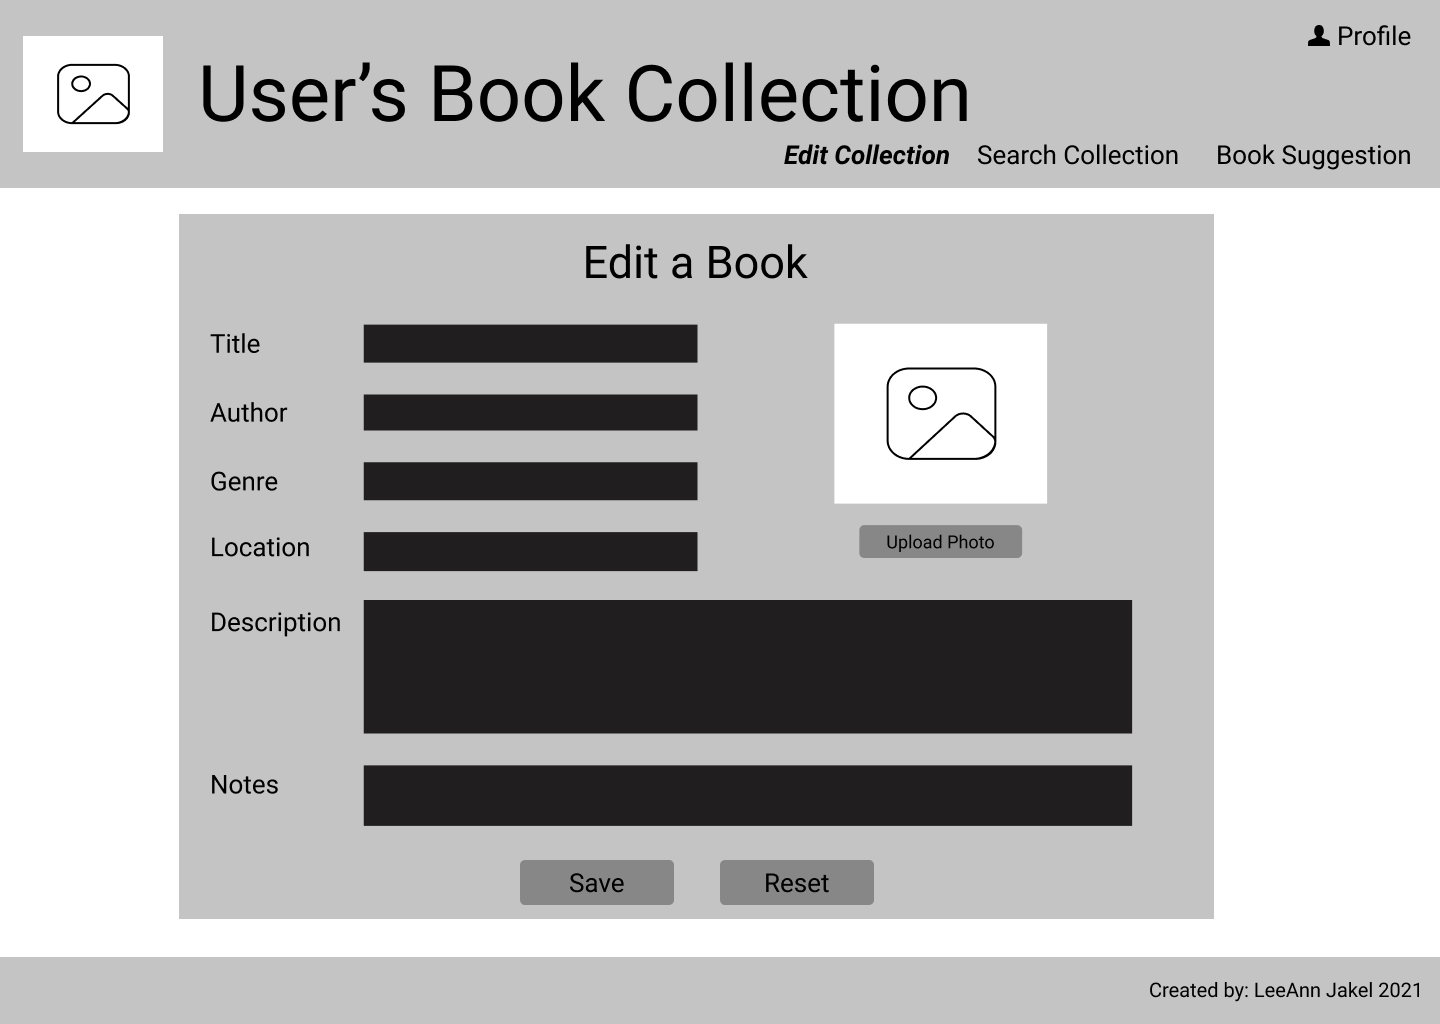 Profile
User’s Book Collection
Edit Collection Search Collection Book Suggestion
Edit a Book
Title
Author
Genre
Location
Upload Photo
Description
Notes
Save Reset
Created by: LeeAnn Jakel 2021